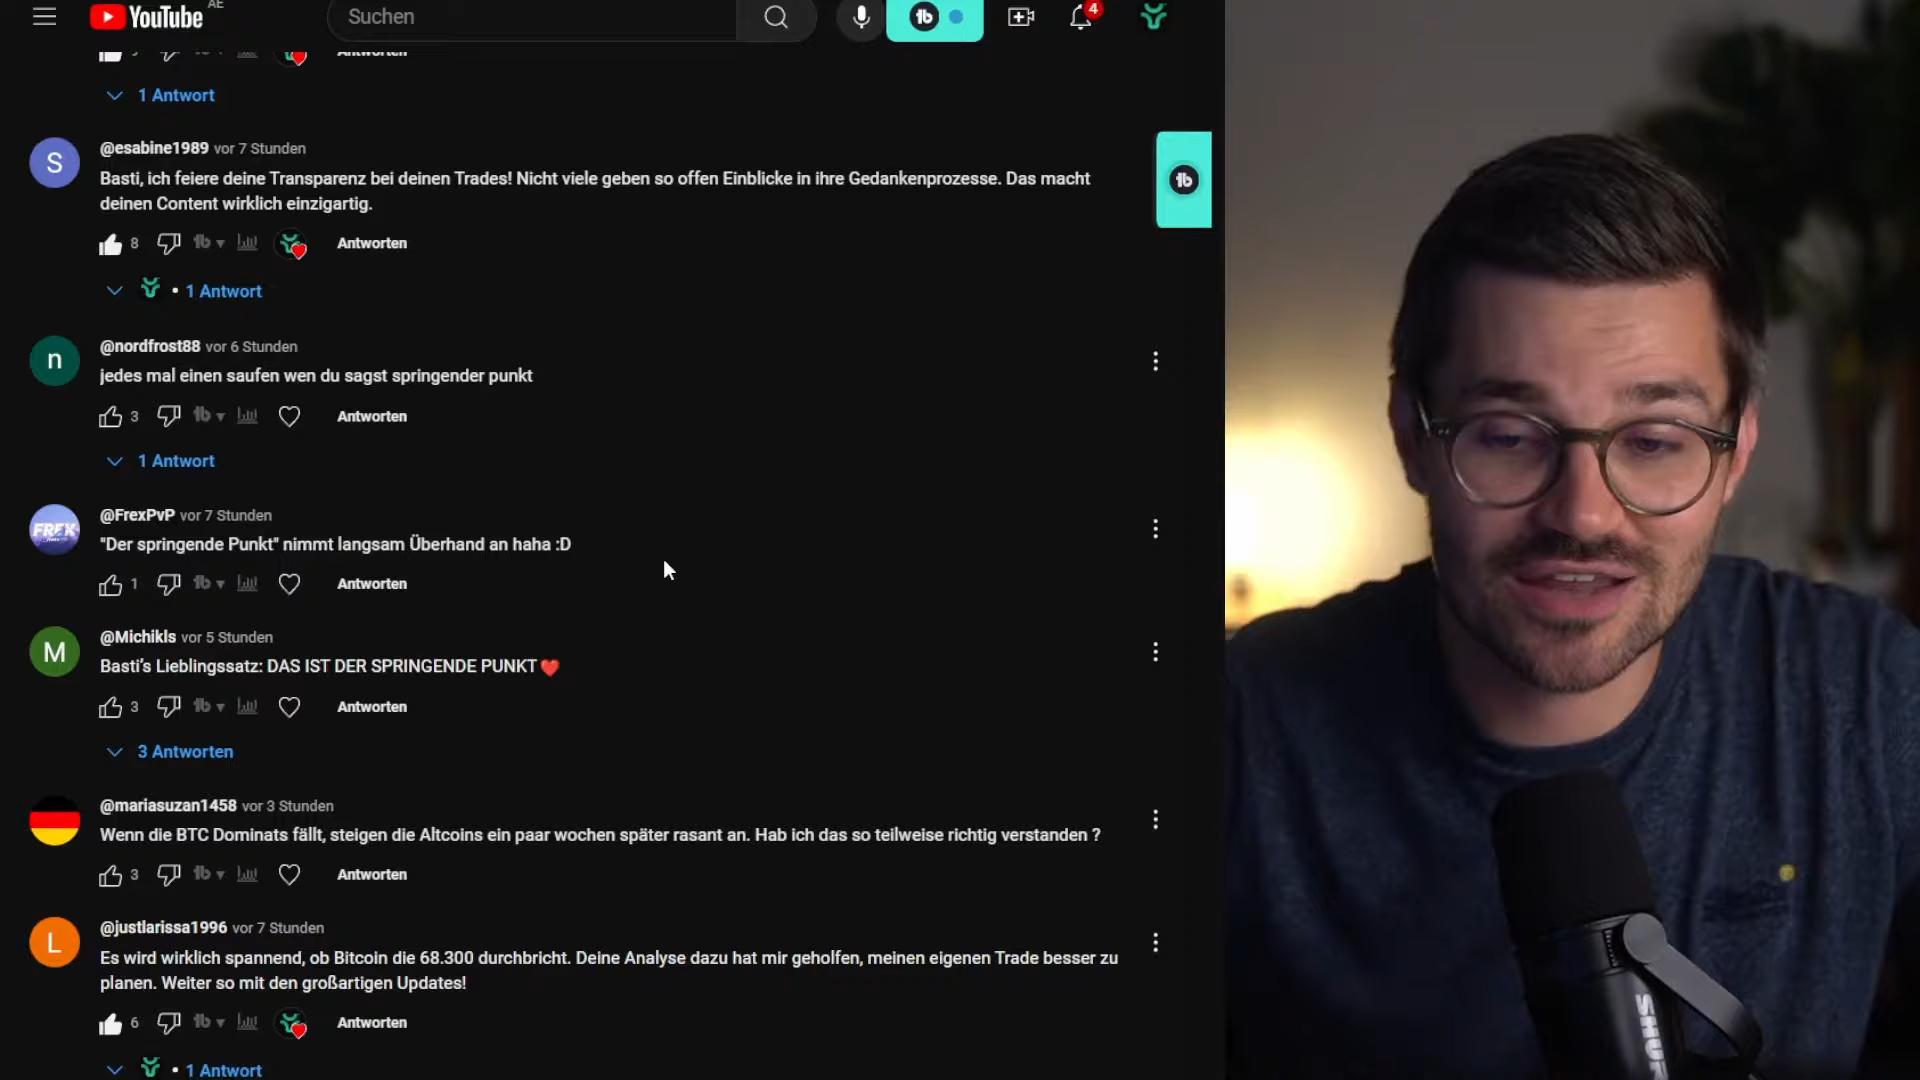 YouTube AE
Suchen
4
Antworten
1 Antwort
S
@esabine1989 vor 7 Stunden
Basti, ich feiere deine Transparenz bei deinen Trades! Nicht viele geben so offen Einblicke in ihre Gedankenprozesse. Das macht
deinen Content wirklich einzigartig.
8 Antworten
• 1 Antwort
n
@nordfrost88 vor 6 Stunden
jedes mal einen saufen wen du sagst springender punkt
3 Antworten
1 Antwort
FREX
@FrexPvP vor 7 Stunden
"Der springende Punkt" nimmt langsam Überhand an haha :D
1 Antworten
M
@Michikls vor 5 Stunden
Basti's Lieblingssatz: DAS IST DER SPRINGENDE PUNKT❤️
3 Antworten
3 Antworten
@mariasuzan1458 vor 3 Stunden
Wenn die BTC Dominats fällt, steigen die Altcoins ein paar wochen später rasant an. Hab ich das so teilweise richtig verstanden ?
3 Antworten
L
@justlarissa1996 vor 7 Stunden
Es wird wirklich spannend, ob Bitcoin die 68.300 durchbricht. Deine Analyse dazu hat mir geholfen, meinen eigenen Trade besser zu
planen. Weiter so mit den großartigen Updates!
6 Antworten
• 1 Antwort